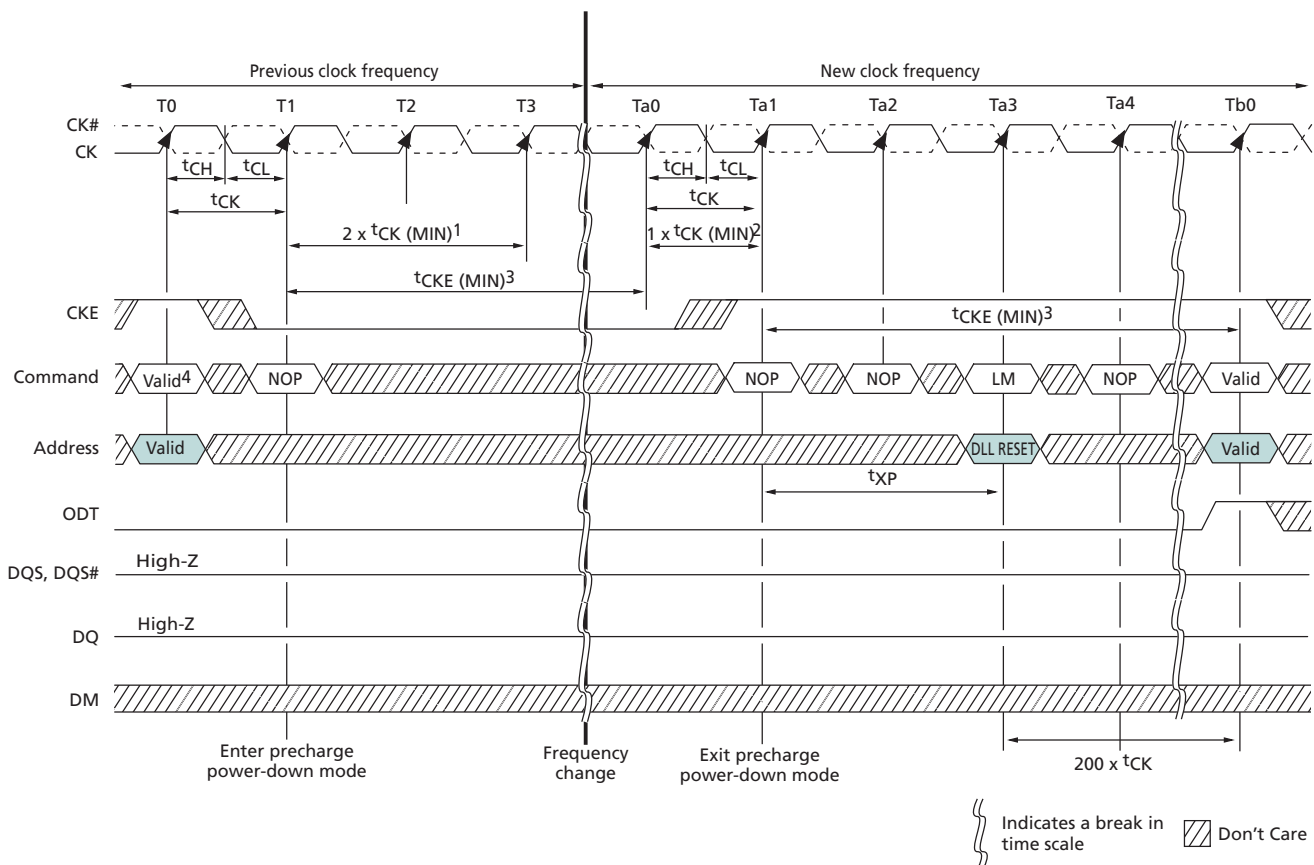 Previous clock frequency
New clock frequency
T0 T1 T2 T3 Ta0 Ta1 Ta2 Ta3 Ta4 Tb0
CK#
CK
tCH tCL tCH tCL
tCK tCK
2 x tCK (MIN)1 1 x tCK (MIN)2
tCKE (MIN)3
CKE
tCKE (MIN)3
Command Valid4 NOP NOP NOP LM NOP Valid
Address Valid DLL RESET Valid
tXP
ODT
High-Z
DQS, DQS#
High-Z
DQ
DM
Enter precharge
power-down mode
Frequency
change
Exit precharge
power-down mode
200 x tCK
Indicates a break in
time scale
Don't Care